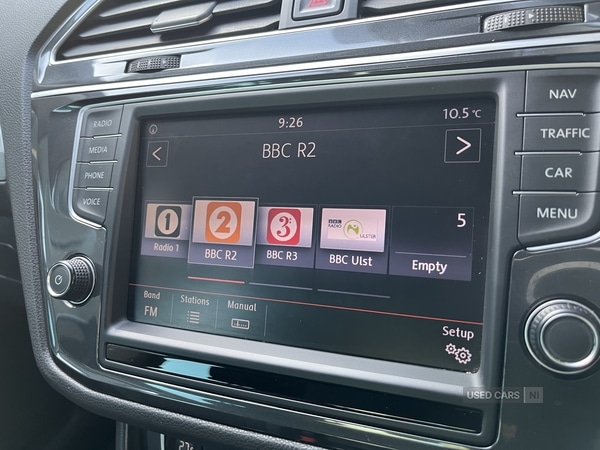 9:26
10.5 °C
BBC R2
<
>
RADIO
MEDIA
PHONE
VOICE
NAV
TRAFFIC
CAR
MENU
1
2
3
BBC
RADIO
ULSTER
5
Radio 1
BBC R2
BBC R3
BBC Ulst
Empty
Band
FM
Stations
Manual
Setup
USED CARS NI